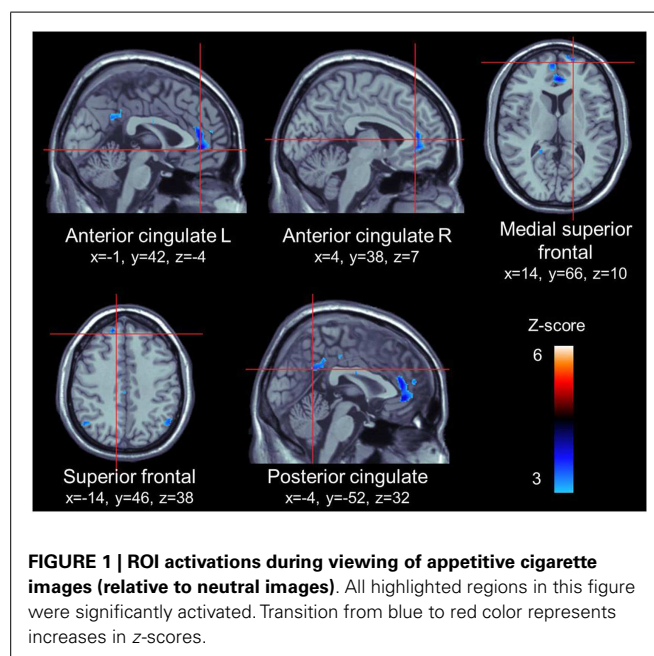 Anterior cingulate L
x=-1, y=42, z=-4
Anterior cingulate R
x=4, y=38, z=7
Medial superior
frontal
x=14, y=66, z=10
Superior frontal
x=-14, y=46, z=38
Posterior cingulate
x=-4, y=-52, z=32
Z-score
6
3
FIGURE 1 | ROI activations during viewing of appetitive cigarette
images (relative to neutral images). All highlighted regions in this figure
were significantly activated. Transition from blue to red color represents
increases in z-scores.